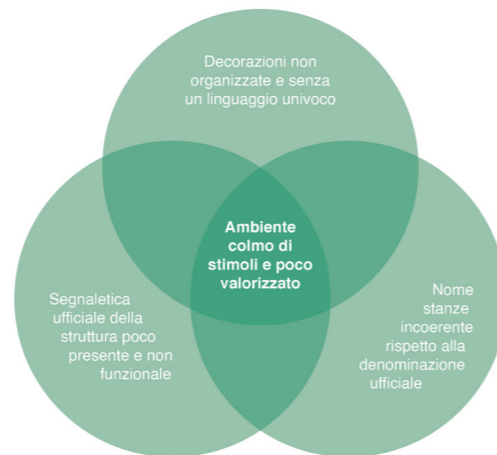 Decorazioni non
organizzate e senza
un linguaggio univoco
Ambiente
colmo di
stimoli e poco
valorizzato
Segnaletica
ufficiale della
struttura poco
presente e non
funzionale
Nome
stanze
incoerente
rispetto alla
denominazione
ufficiale